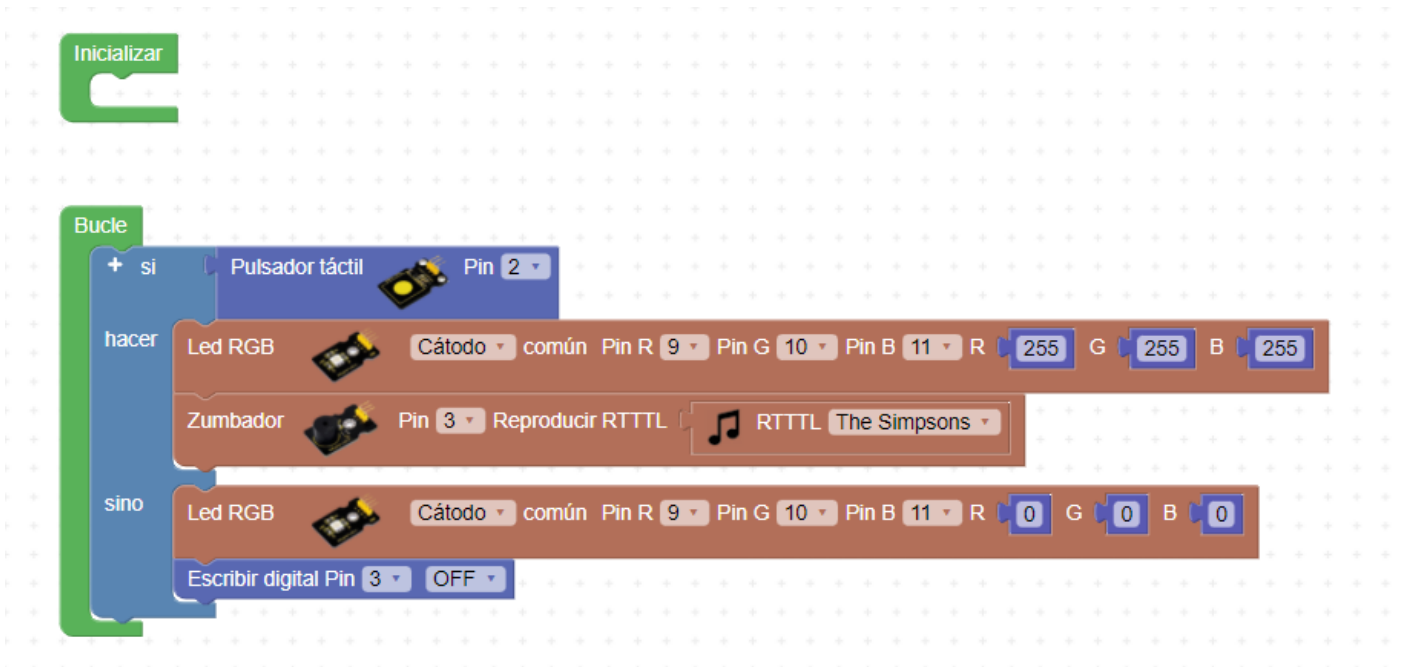 Inicializar
Bucle
+ si Pulsador táctil Pin 2
hacer Led RGB Cátodo común Pin R 9 Pin G 10 Pin B 11 R 255 G 255 B 255
Zumbador Pin 3 Reproducir RTTTL RTTTL The Simpsons
sino Led RGB Cátodo común Pin R 9 Pin G 10 Pin B 11 R 0 G 0 B 0
Escribir digital Pin 3 OFF